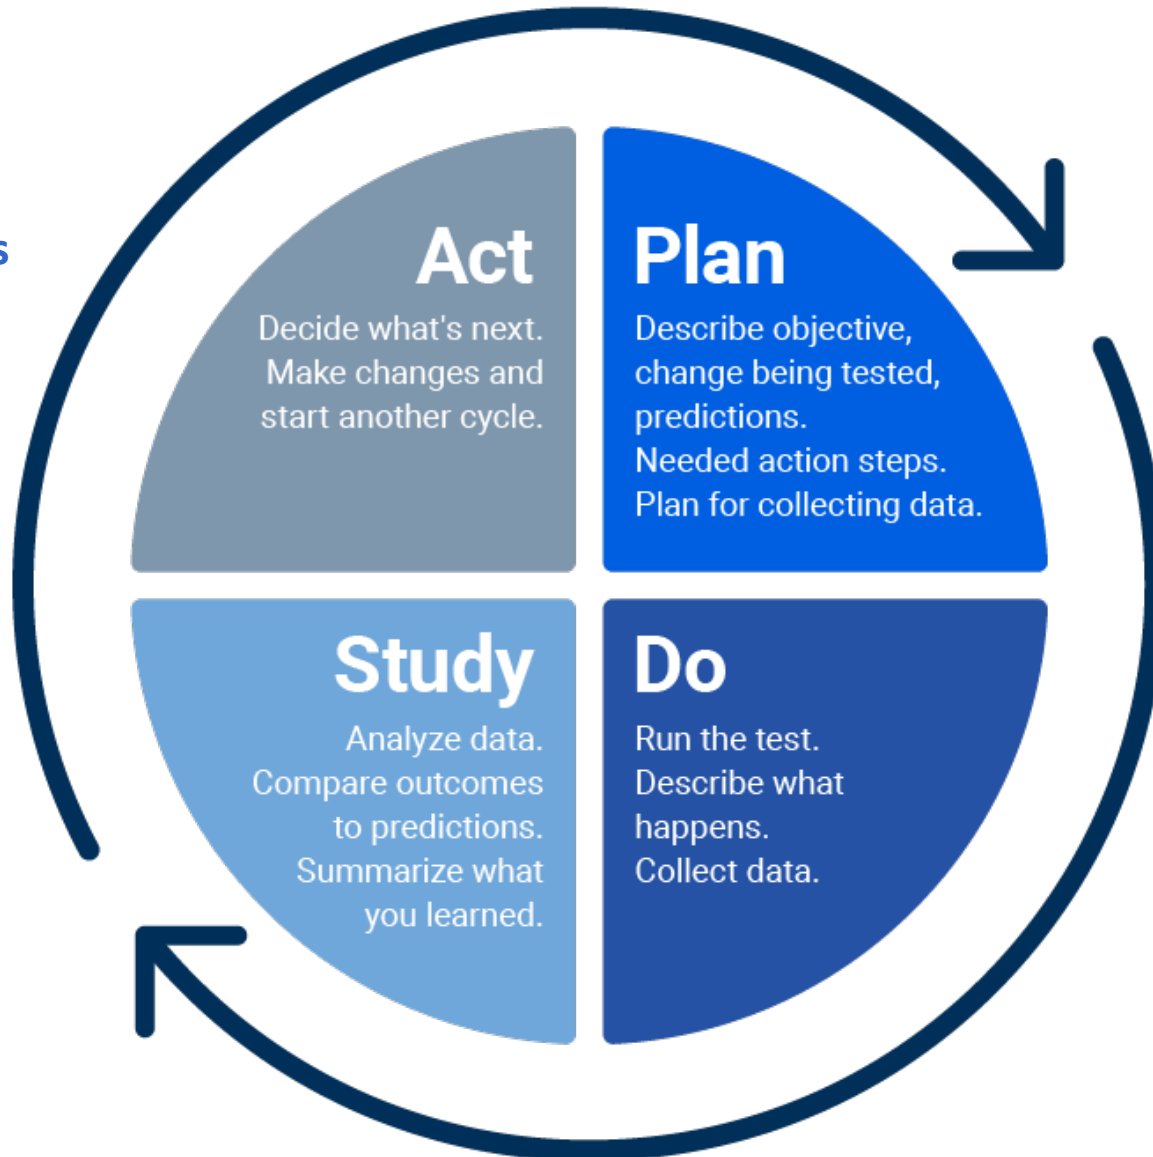 s
Act
Decide what's next.
Make changes and
start another cycle.
Plan
Describe objective,
change being tested,
predictions.
Needed action steps.
Plan for collecting data.
Study
Analyze data.
Compare outcomes
to predictions.
Summarize what
you learned.
Do
Run the test.
Describe what
happens.
Collect data.